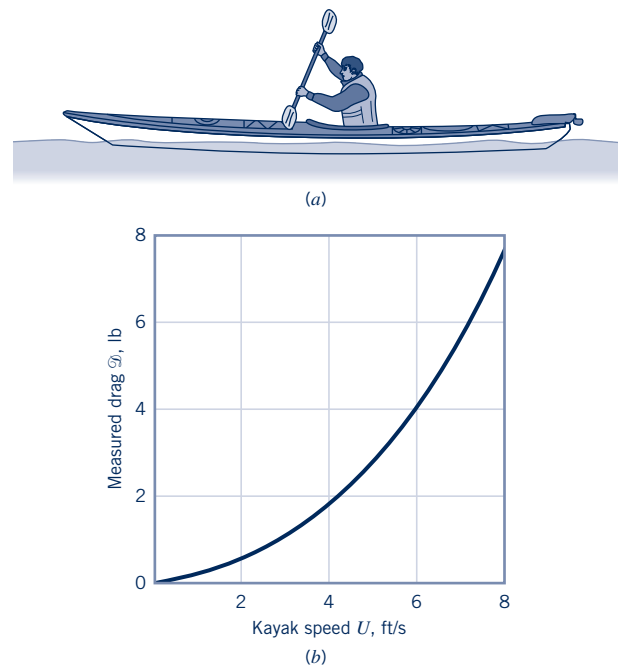 (a)
8
6
4
2
0
Measured drag 𝒟, lb
2 4 6 8
Kayak speed U, ft/s
(b)